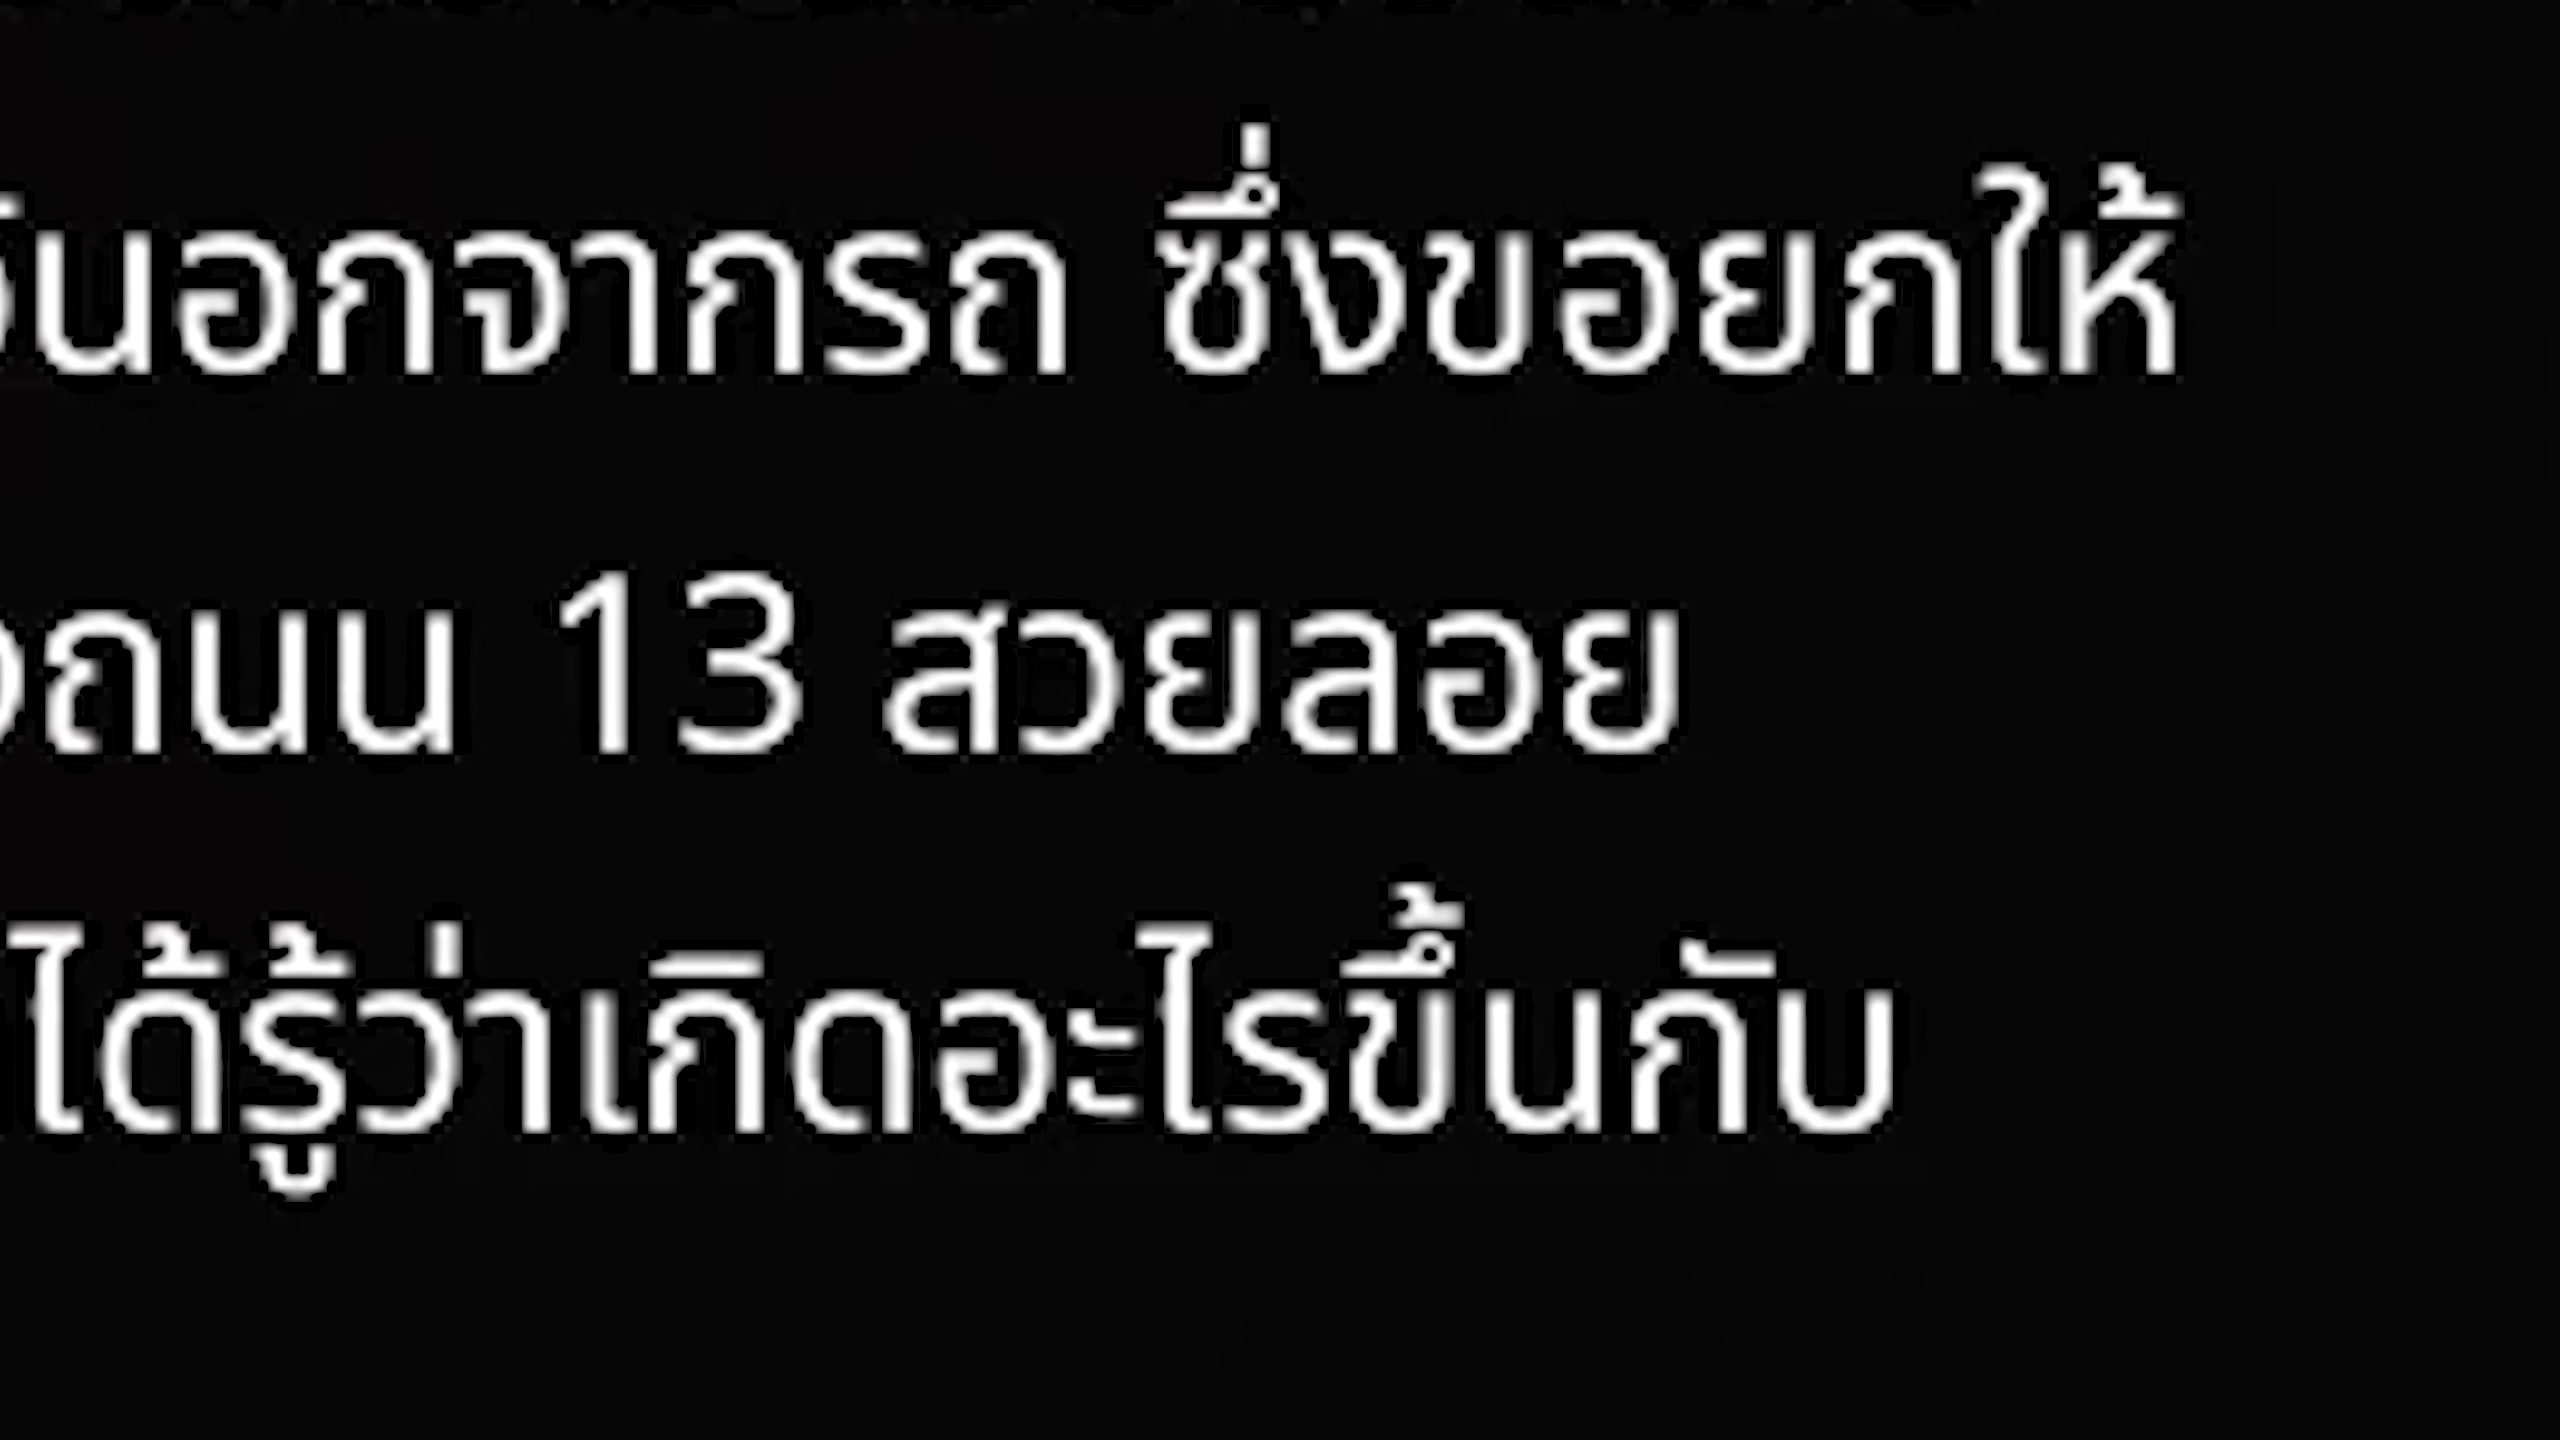 นอกจากรถ ซึ่งขอยกให้
ถนน 13 สวยลอย
ได้รู้ว่าเกิดอะไรขึ้นกับ